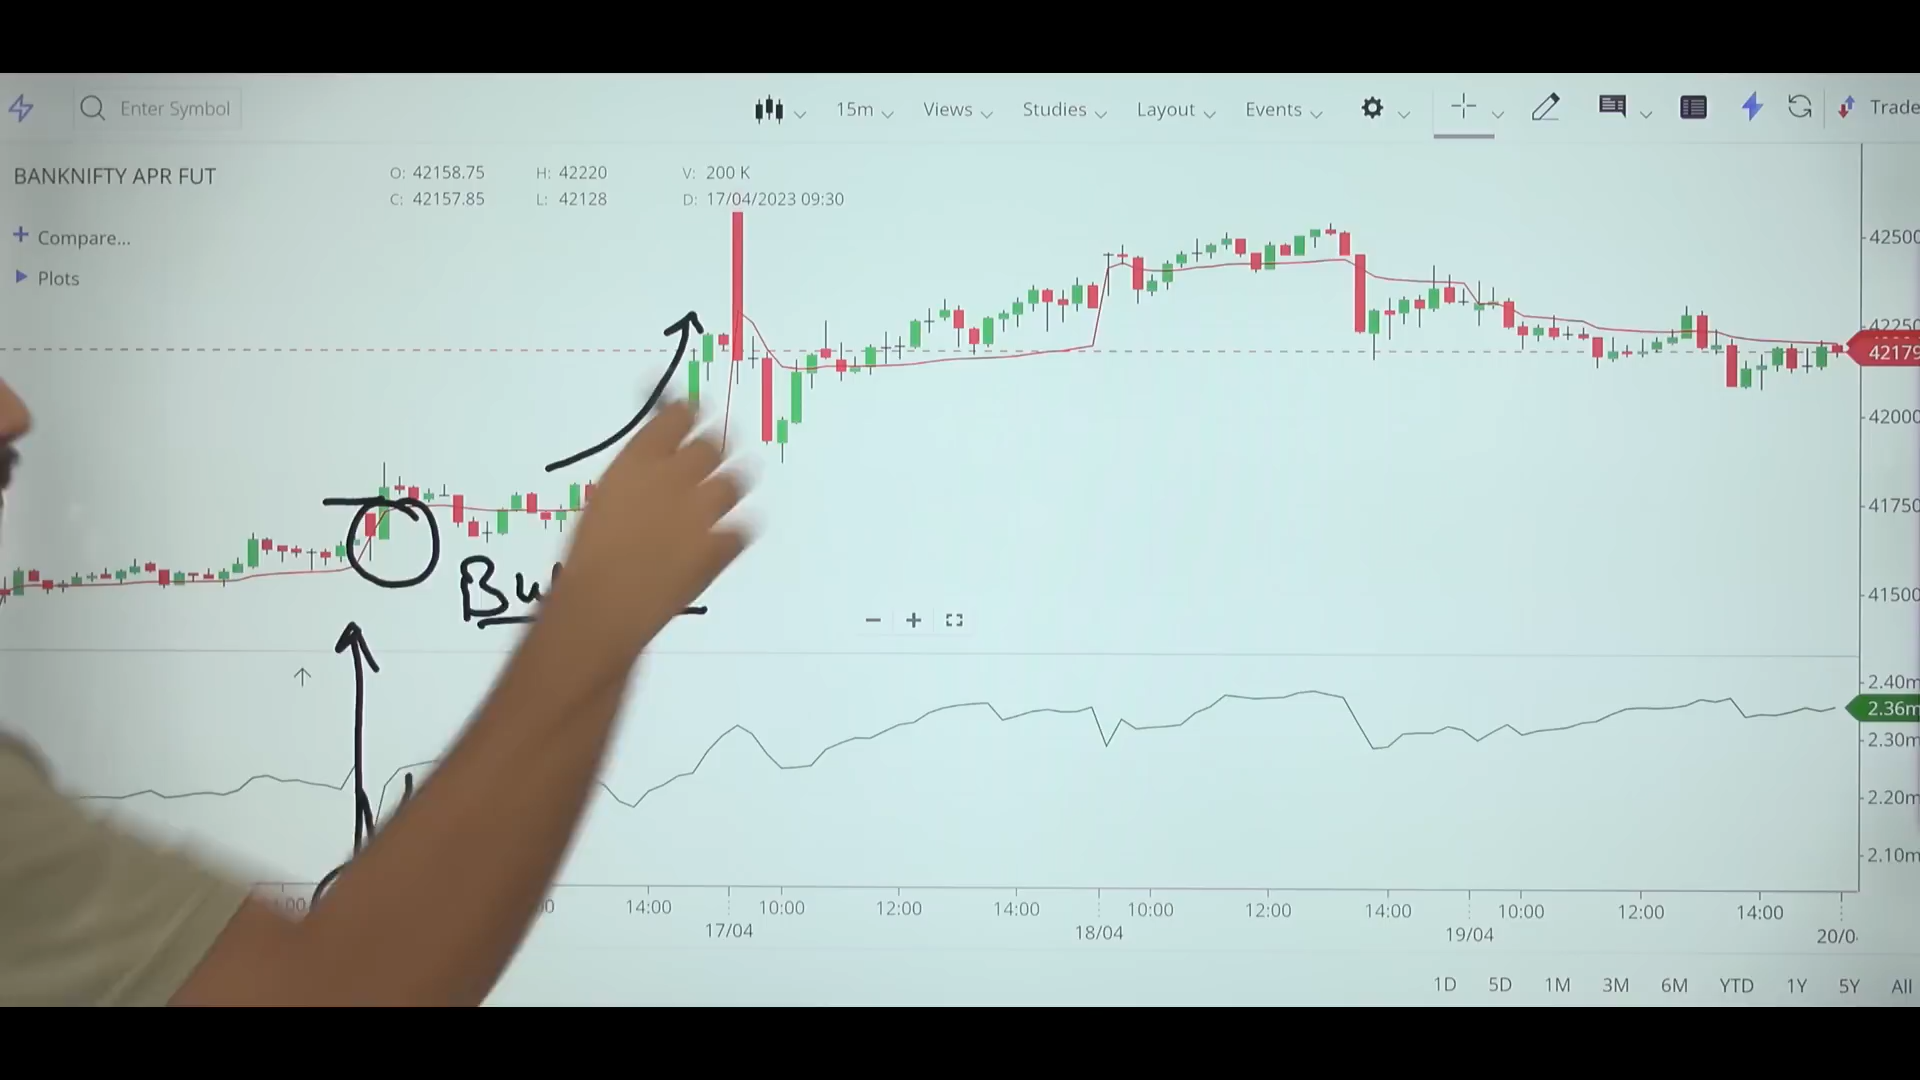 Enter Symbol
15m
Views
Studies
Layout
Events
Trade
BANKNIFTY APR FUT
O: 42158.75 H: 42220 V: 200 K
C: 42157.85 L: 42128 D: 17/04/2023 09:30
+ Compare...
Plots
42500
42250
42179
42000
41750
41500
2.40m
2.36m
2.30m
2.20m
2.10m
14:00 10:00 12:00 14:00 10:00 12:00 14:00 10:00 12:00 14:00
17/04 18/04 19/04
1D 5D 1M 3M 6M YTD 1Y 5Y All